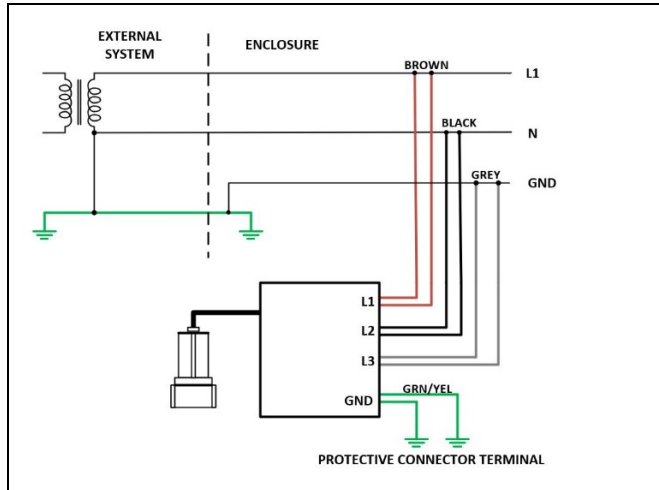 EXTERNAL
SYSTEM
ENCLOSURE
BROWN
L1
BLACK
N
GREY
GND
L1
L2
L3
GRN/YEL
GND
PROTECTIVE CONNECTOR TERMINAL